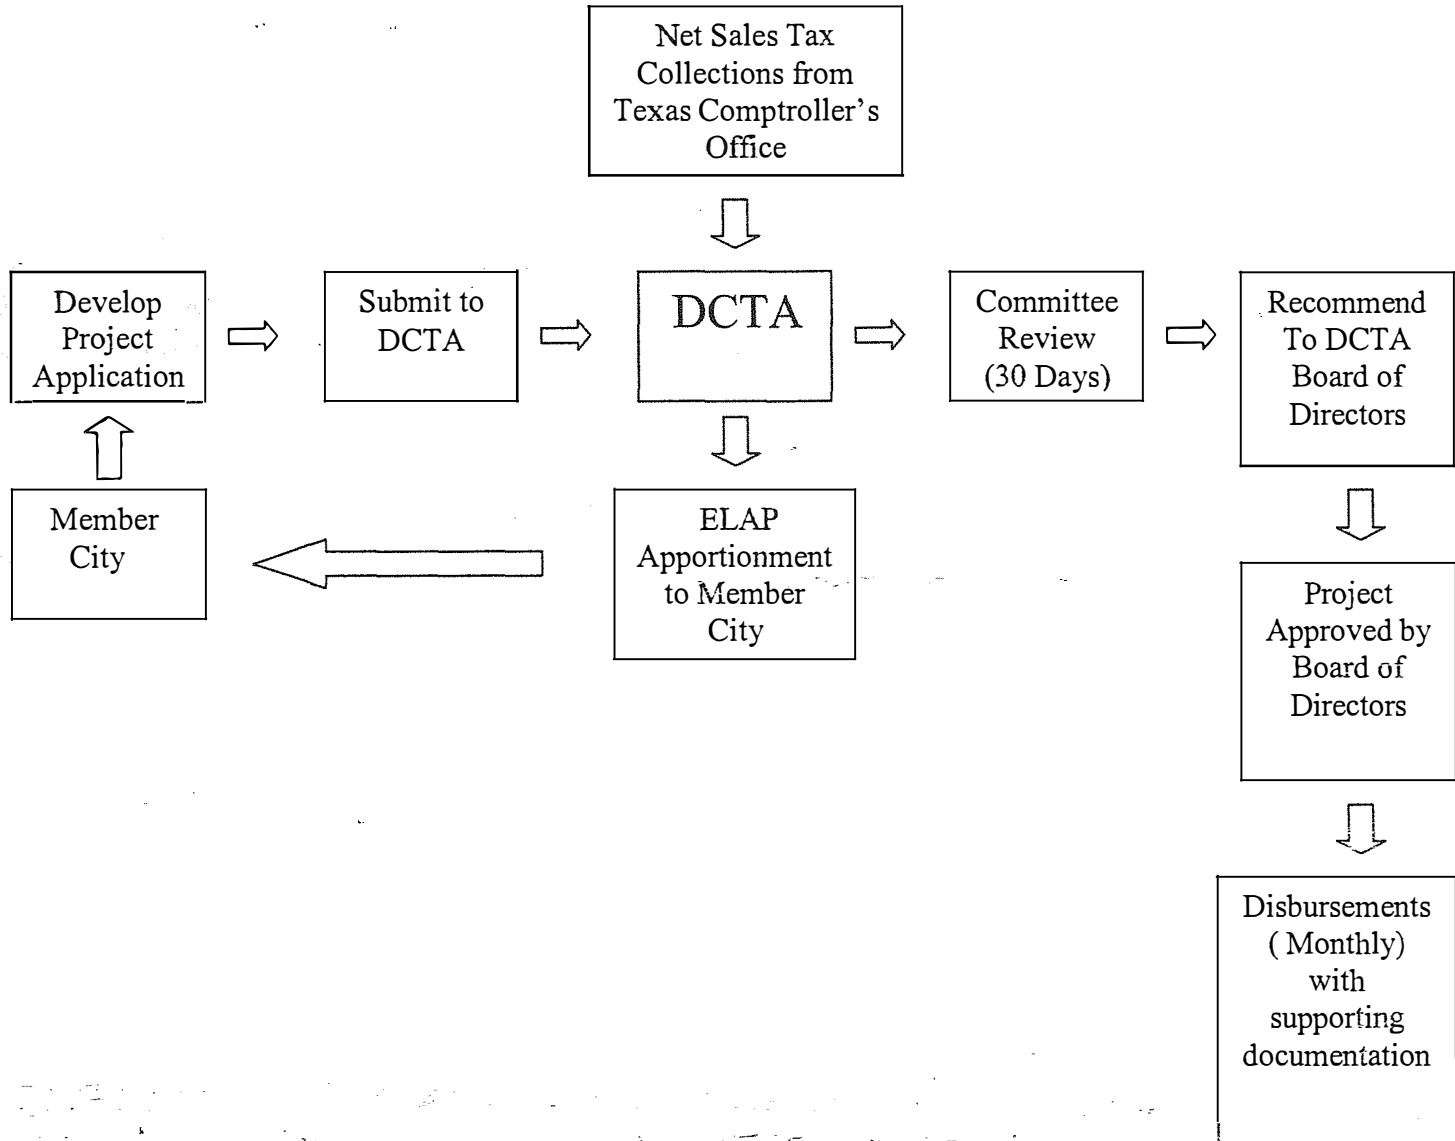 Net Sales Tax
Collections from
Texas Comptroller's
Office
Develop
Project
Application
Submit to
DCTA
DCTA
Committee
Review
(30 Days)
Recommend
To DCTA
Board of
Directors
Member
City
ELAP
Apportionment
to Member
City
Project
Approved by
Board of
Directors
Disbursements
( Monthly)
with
supporting
documentation